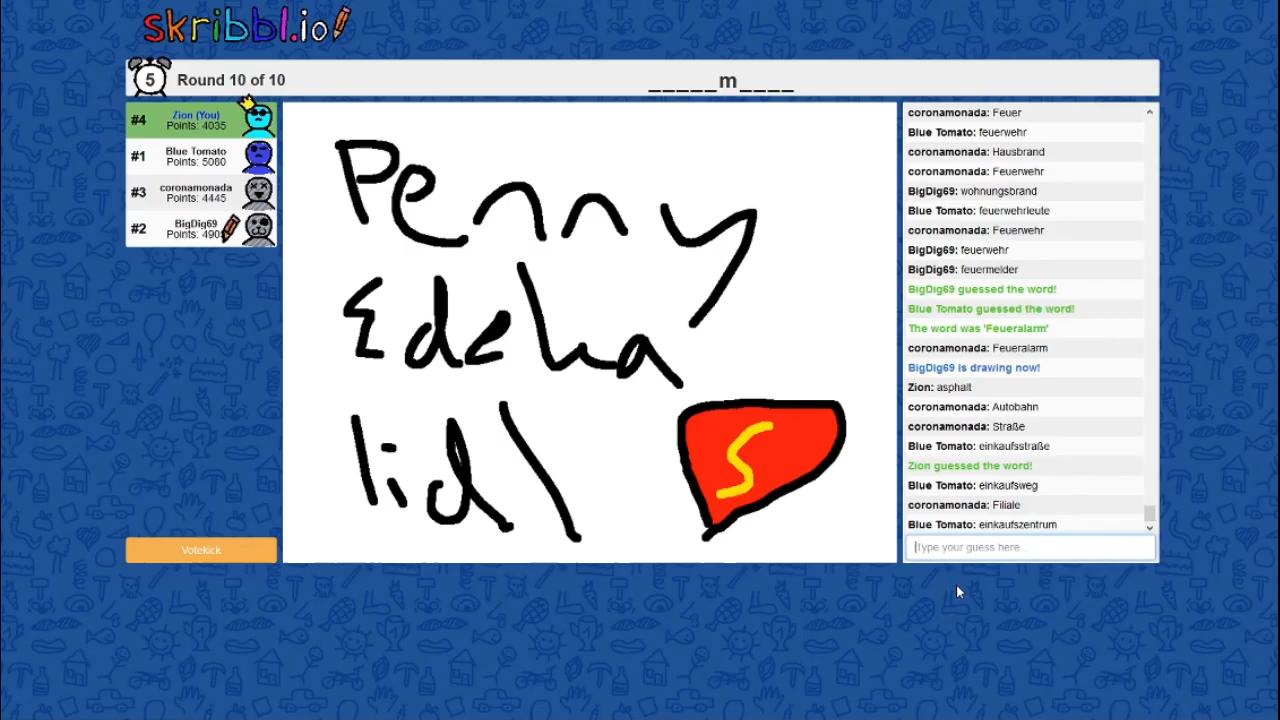 skribbl.io
5
Round 10 of 10
_____m____
#4
Zion (You)
Points: 4035
#1
Blue Tomato
Points: 5080
#3
coronamonada
Points: 4445
#2
BigDig69
Points: 490
Votekick
Penny
Edeka
lidl
S
coronamonada: Feuer
Blue Tomato: feuerwehr
coronamonada: Hausbrand
coronamonada: Feuerwehr
BigDig69: wohnungsbrand
Blue Tomato: feuerwehrleute
coronamonada: Feuerwehr
BigDig69: feuerwehr
BigDig69: feuermelder
BigDig69 guessed the word!
Blue Tomato guessed the word!
The word was 'Feueralarm'
coronamonada: Feueralarm
BigDig69 is drawing now!
Zion: asphalt
coronamonada: Autobahn
coronamonada: Straße
Blue Tomato: einkaufsstraße
Zion guessed the word!
Blue Tomato: einkaufsweg
coronamonada: Filiale
Blue Tomato: einkaufszentrum
Type your guess here...